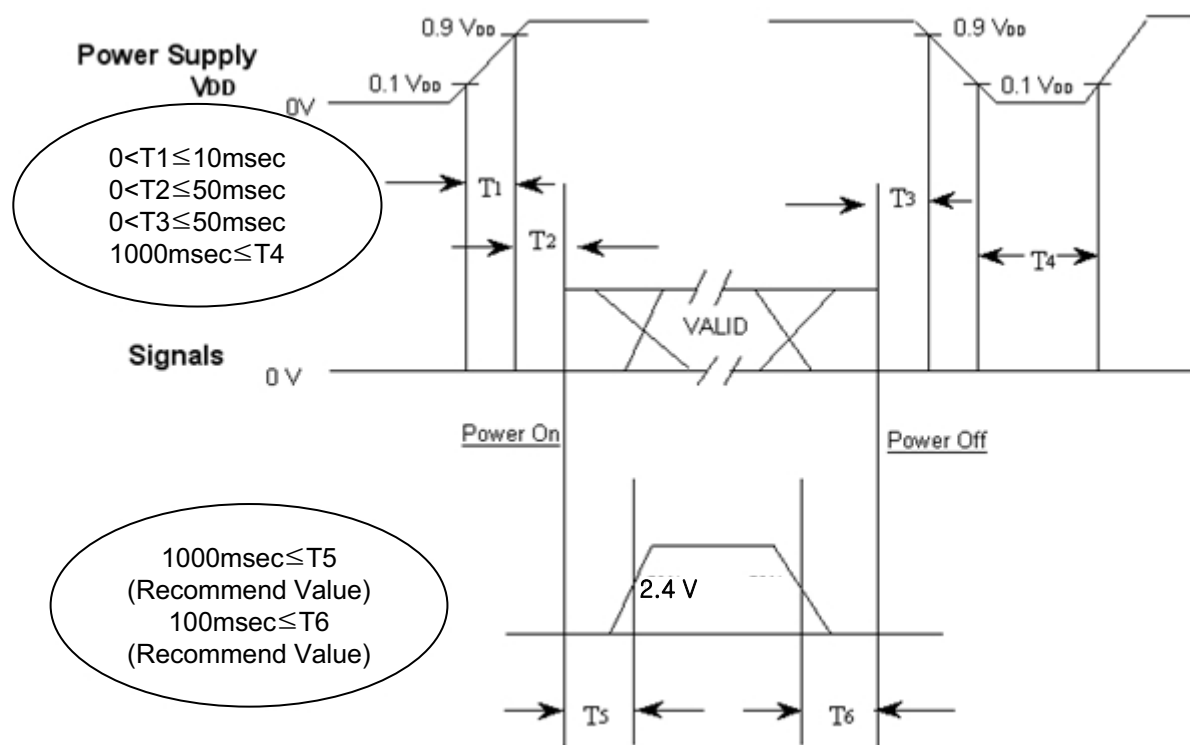 0.9 VDD
0.9 VDD
Power Supply
VDD
0.1 VDD
0.1 VDD
0V
0<T1≦10msec
0<T2≦50msec
0<T3≦50msec
1000msec≦T4
T1
T3
T2
T4
VALID
Signals
0 V
Power On
Power Off
1000msec≦T5
(Recommend Value)
100msec≦T6
(Recommend Value)
2.4 V
T5
T6